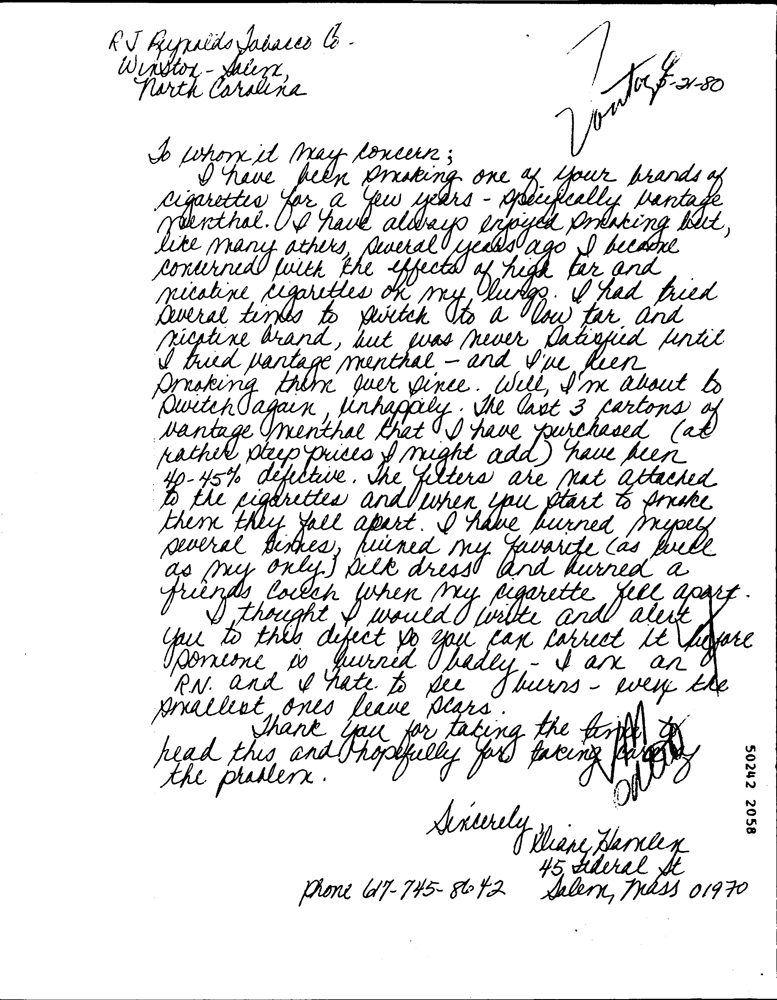 R J Reynolds Tobacco Co.
Winston-Salem,
North Carolina
Vantage
5-21-80
To whom it may concern;
I have been smoking one of your brands of
cigarettes for a few years - specifically vantage
menthol. I have always enjoyed smoking but,
like many others, several years ago I became
concerned with the effects of high tar and
nicotine cigarettes on my lungs. I had tried
several times to switch to a low tar and
nicotine brand, but was never satisfied until
I tried vantage menthol - and I've been
smoking them ever since. Well, I'm about to
switch again, unhappily. The last 3 cartons of
vantage menthol that I have purchased (at
rather steep prices I might add) have been
40-45% defective. The filters are not attached
to the cigarettes and when you start to smoke
them they fall apart. I have burned myself
several times, ruined my favorite (as well
as my only) silk dress and burned a
friends couch when my cigarette fell apart.
I thought I would write and alert
you to this defect so you can correct it before
someone is burned badly - I am an
R.N. and I hate to see burns - even the
smallest ones leave scars.
Thank you for taking the time to
read this and hopefully for taking care of
the problem.
Sincerely,
Diane Hamlen
45 Federal St
phone 617-745-8642 Salem, Mass 01970
50242 2058